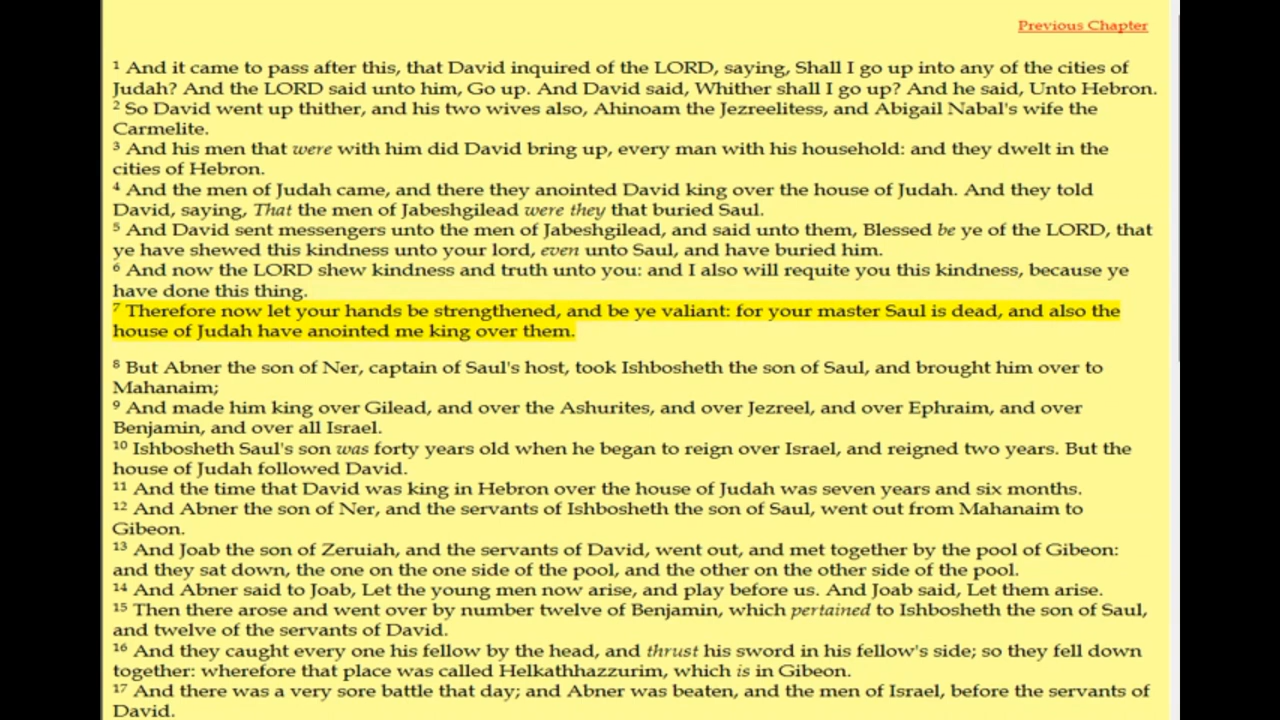 Previous Chapter
1 And it came to pass after this, that David inquired of the LORD, saying, Shall I go up into any of the cities of
Judah? And the LORD said unto him, Go up. And David said, Whither shall I go up? And he said, Unto Hebron.
2 So David went up thither, and his two wives also, Ahinoam the Jezreelitess, and Abigail Nabal's wife the
Carmelite.
3 And his men that were with him did David bring up, every man with his household: and they dwelt in the
cities of Hebron.
4 And the men of Judah came, and there they anointed David king over the house of Judah. And they told
David, saying, That the men of Jabeshgilead were they that buried Saul.
5 And David sent messengers unto the men of Jabeshgilead, and said unto them, Blessed be ye of the LORD, that
ye have shewed this kindness unto your lord, even unto Saul, and have buried him.
6 And now the LORD shew kindness and truth unto you: and I also will requite you this kindness, because ye
have done this thing.
7 Therefore now let your hands be strengthened, and be ye valiant: for your master Saul is dead, and also the
house of Judah have anointed me king over them.
8 But Abner the son of Ner, captain of Saul's host, took Ishbosheth the son of Saul, and brought him over to
Mahanaim;
9 And made him king over Gilead, and over the Ashurites, and over Jezreel, and over Ephraim, and over
Benjamin, and over all Israel.
10 Ishbosheth Saul's son was forty years old when he began to reign over Israel, and reigned two years. But the
house of Judah followed David.
11 And the time that David was king in Hebron over the house of Judah was seven years and six months.
12 And Abner the son of Ner, and the servants of Ishbosheth the son of Saul, went out from Mahanaim to
Gibeon.
13 And Joab the son of Zeruiah, and the servants of David, went out, and met together by the pool of Gibeon:
and they sat down, the one on the one side of the pool, and the other on the other side of the pool.
14 And Abner said to Joab, Let the young men now arise, and play before us. And Joab said, Let them arise.
15 Then there arose and went over by number twelve of Benjamin, which pertained to Ishbosheth the son of Saul,
and twelve of the servants of David.
16 And they caught every one his fellow by the head, and thrust his sword in his fellow's side; so they fell down
together: wherefore that place was called Helkathhazzurim, which is in Gibeon.
17 And there was a very sore battle that day; and Abner was beaten, and the men of Israel, before the servants of
David.